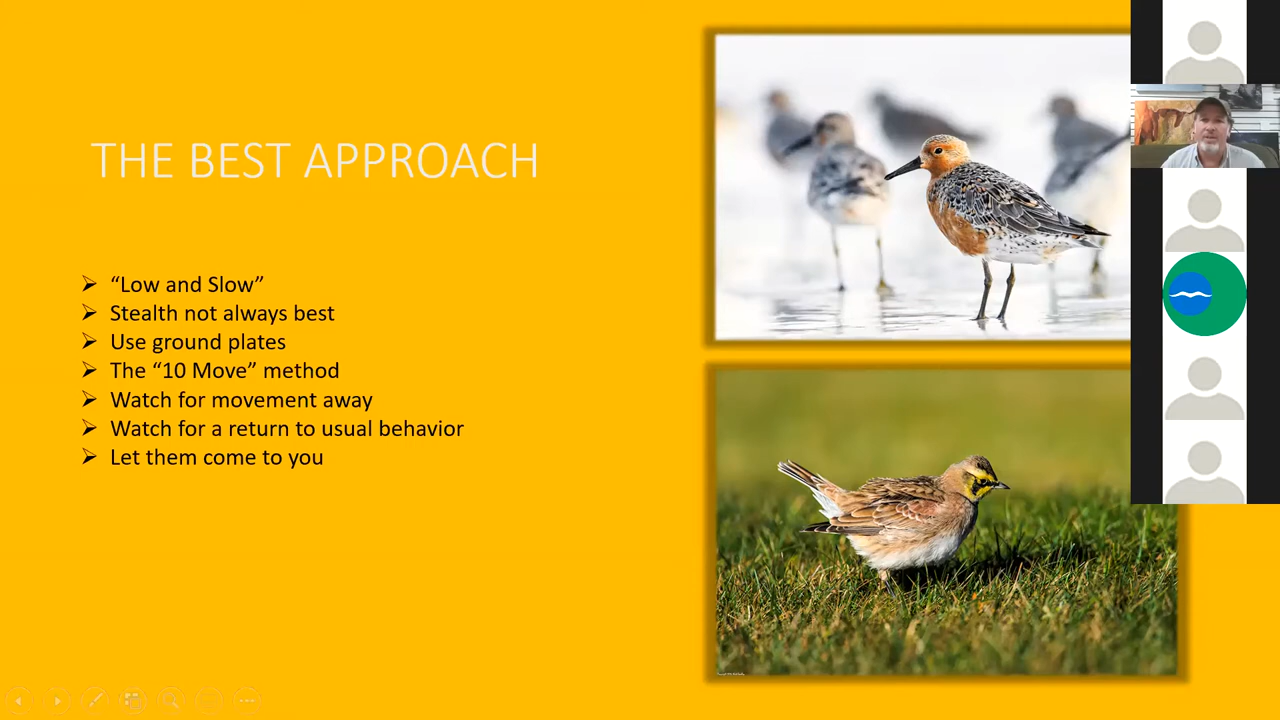 THE BEST APPROACH
“Low and Slow”
Stealth not always best
Use ground plates
The “10 Move” method
Watch for movement away
Watch for a return to usual behavior
Let them come to you